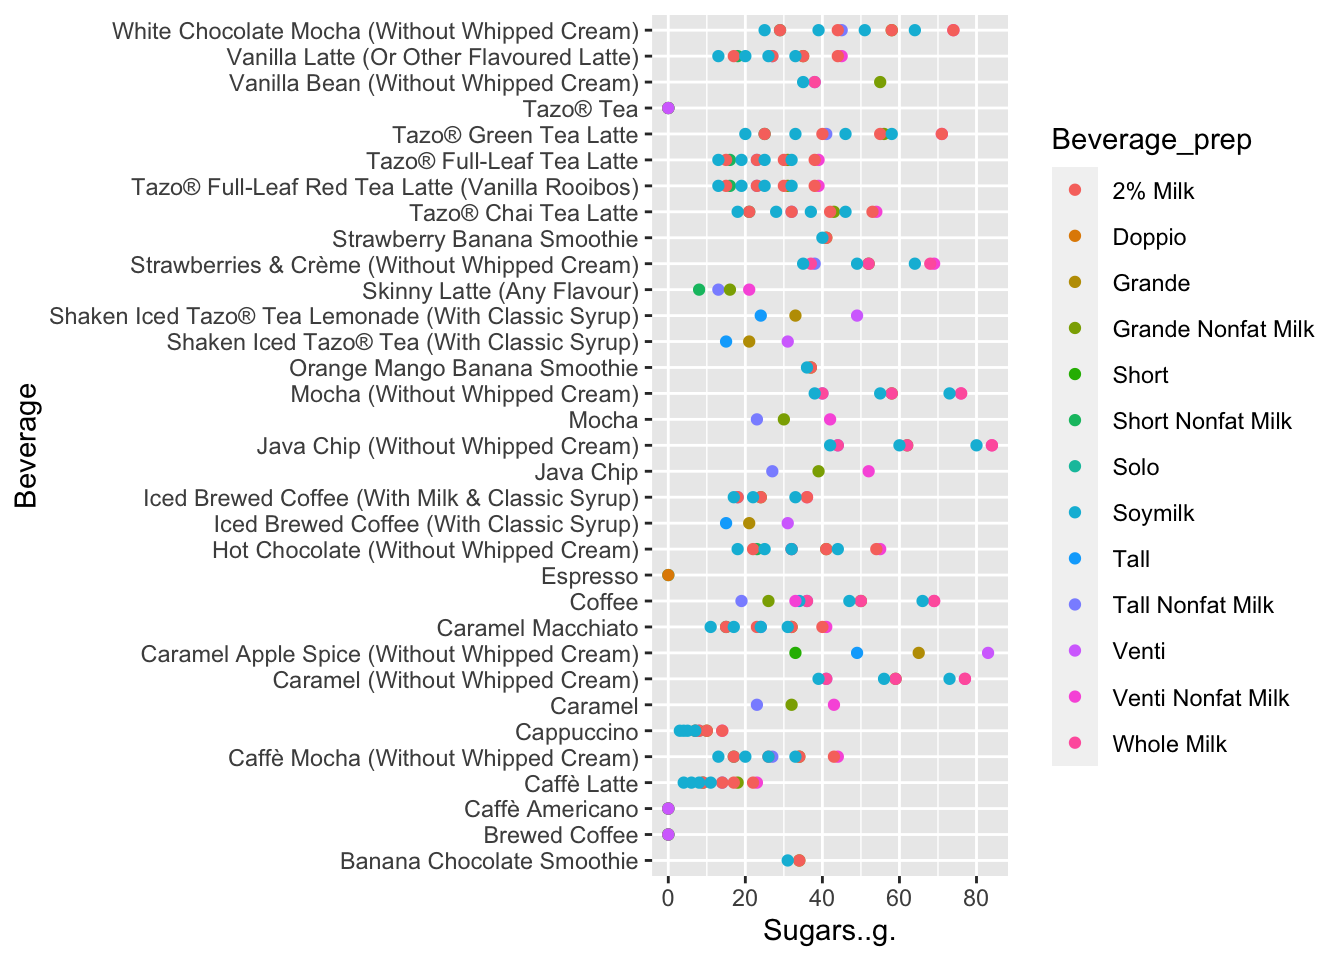 White Chocolate Mocha (Without Whipped Cream)
Vanilla Latte (Or Other Flavoured Latte)
Vanilla Bean (Without Whipped Cream)
Tazo® Tea
Tazo® Green Tea Latte
Tazo® Full-Leaf Tea Latte
Tazo® Full-Leaf Red Tea Latte (Vanilla Rooibos)
Tazo® Chai Tea Latte
Strawberry Banana Smoothie
Strawberries & Crème (Without Whipped Cream)
Skinny Latte (Any Flavour)
Shaken Iced Tazo® Tea Lemonade (With Classic Syrup)
Shaken Iced Tazo® Tea (With Classic Syrup)
Orange Mango Banana Smoothie
Mocha (Without Whipped Cream)
Mocha
Java Chip (Without Whipped Cream)
Java Chip
Iced Brewed Coffee (With Milk & Classic Syrup)
Iced Brewed Coffee (With Classic Syrup)
Hot Chocolate (Without Whipped Cream)
Espresso
Coffee
Caramel Macchiato
Caramel Apple Spice (Without Whipped Cream)
Caramel (Without Whipped Cream)
Caramel
Cappuccino
Caffè Mocha (Without Whipped Cream)
Caffè Latte
Caffè Americano
Brewed Coffee
Banana Chocolate Smoothie
Beverage
0 20 40 60 80
Sugars..g.
Beverage_prep
2% Milk
Doppio
Grande
Grande Nonfat Milk
Short
Short Nonfat Milk
Solo
Soymilk
Tall
Tall Nonfat Milk
Venti
Venti Nonfat Milk
Whole Milk